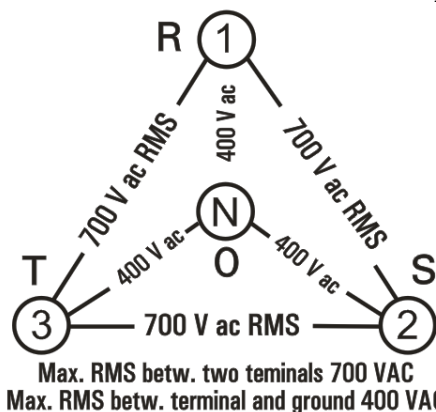 R 1
400 V ac
700 V ac RMS
700 V ac RMS
N
400 V ac
400 V ac
T O S
3 700 V ac RMS 2
Max. RMS betw. two teminals 700 VAC
Max. RMS betw. terminal and ground 400 VAC